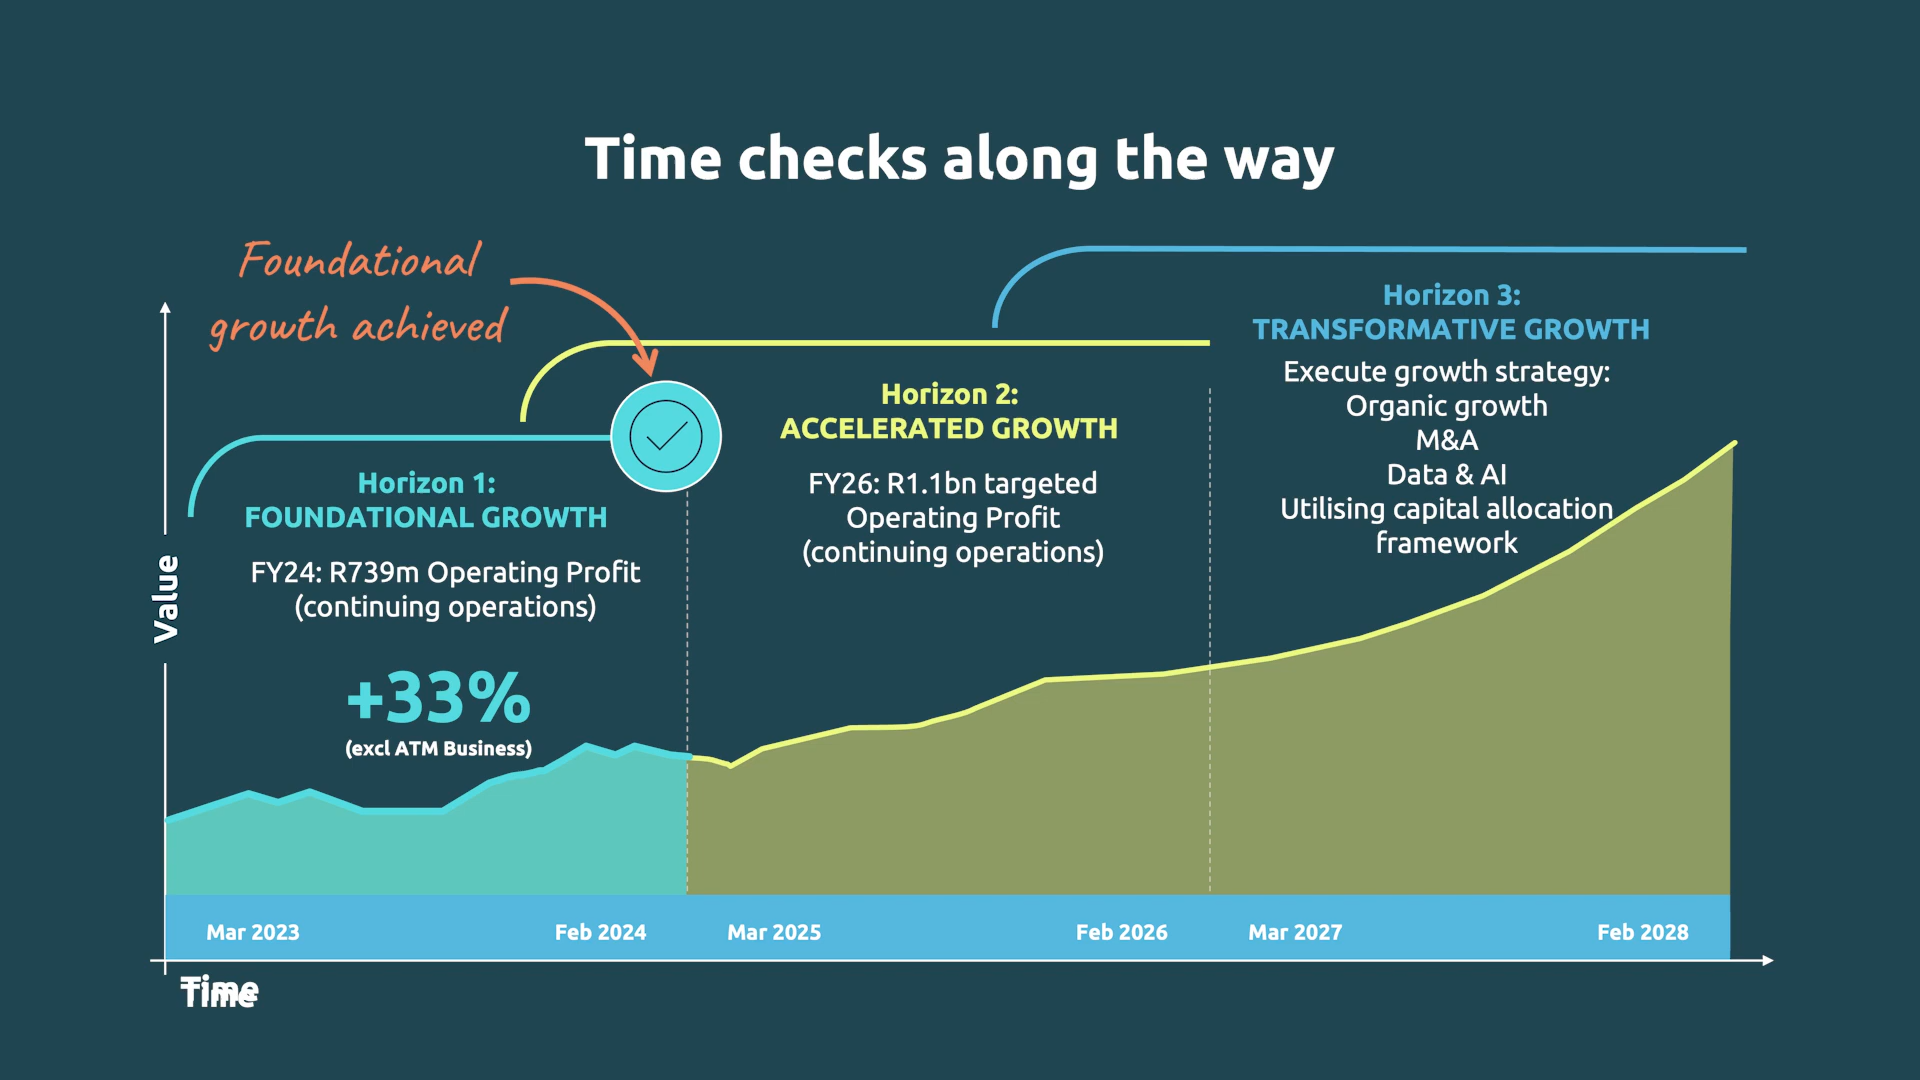 Time checks along the way
Foundational
growth achieved
Horizon 1:
FOUNDATIONAL GROWTH
FY24: R739m Operating Profit
(continuing operations)
+33%
(excl ATM Business)
Horizon 2:
ACCELERATED GROWTH
FY26: R1.1bn targeted
Operating Profit
(continuing operations)
Horizon 3:
TRANSFORMATIVE GROWTH
Execute growth strategy:
Organic growth
M&A
Data & AI
Utilising capital allocation
framework
Value
Mar 2023
Feb 2024
Mar 2025
Feb 2026
Mar 2027
Feb 2028
Time
Time